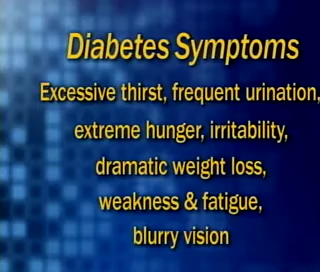 Diabetes Symptoms
Excessive thirst, frequent urination,
extreme hunger, irritability,
dramatic weight loss,
weakness & fatigue,
blurry vision